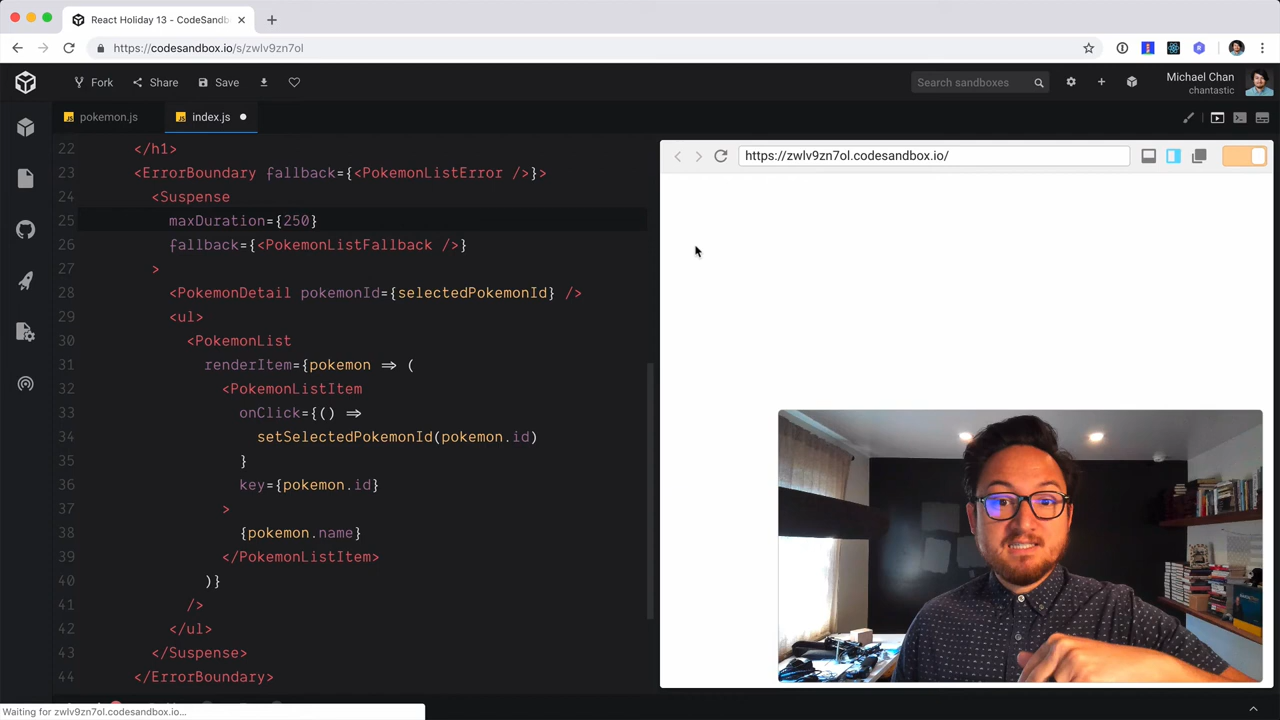 React Holiday 13 - CodeSandb
https://codesandbox.io/s/zwlv9zn7ol
Fork
Share
Save
Search sandboxes
Michael Chan
chantastic
pokemon.js
index.js
https://zwlv9zn7ol.codesandbox.io/
22 </h1>
23 <ErrorBoundary fallback={<PokemonListError />}>
24 <Suspense
25 maxDuration={250}
26 fallback={<PokemonListFallback />}
27 >
28 <PokemonDetail pokemonId={selectedPokemonId} />
29 <ul>
30 <PokemonList
31 renderItem={pokemon => (
32 <PokemonListItem
33 onClick={() =>
34 setSelectedPokemonId(pokemon.id)
35 }
36 key={pokemon.id}
37 >
38 {pokemon.name}
39 </PokemonListItem>
40 )}
41 />
42 </ul>
43 </Suspense>
44 </ErrorBoundary>
Waiting for zwlv9zn7ol.codesandbox.io...